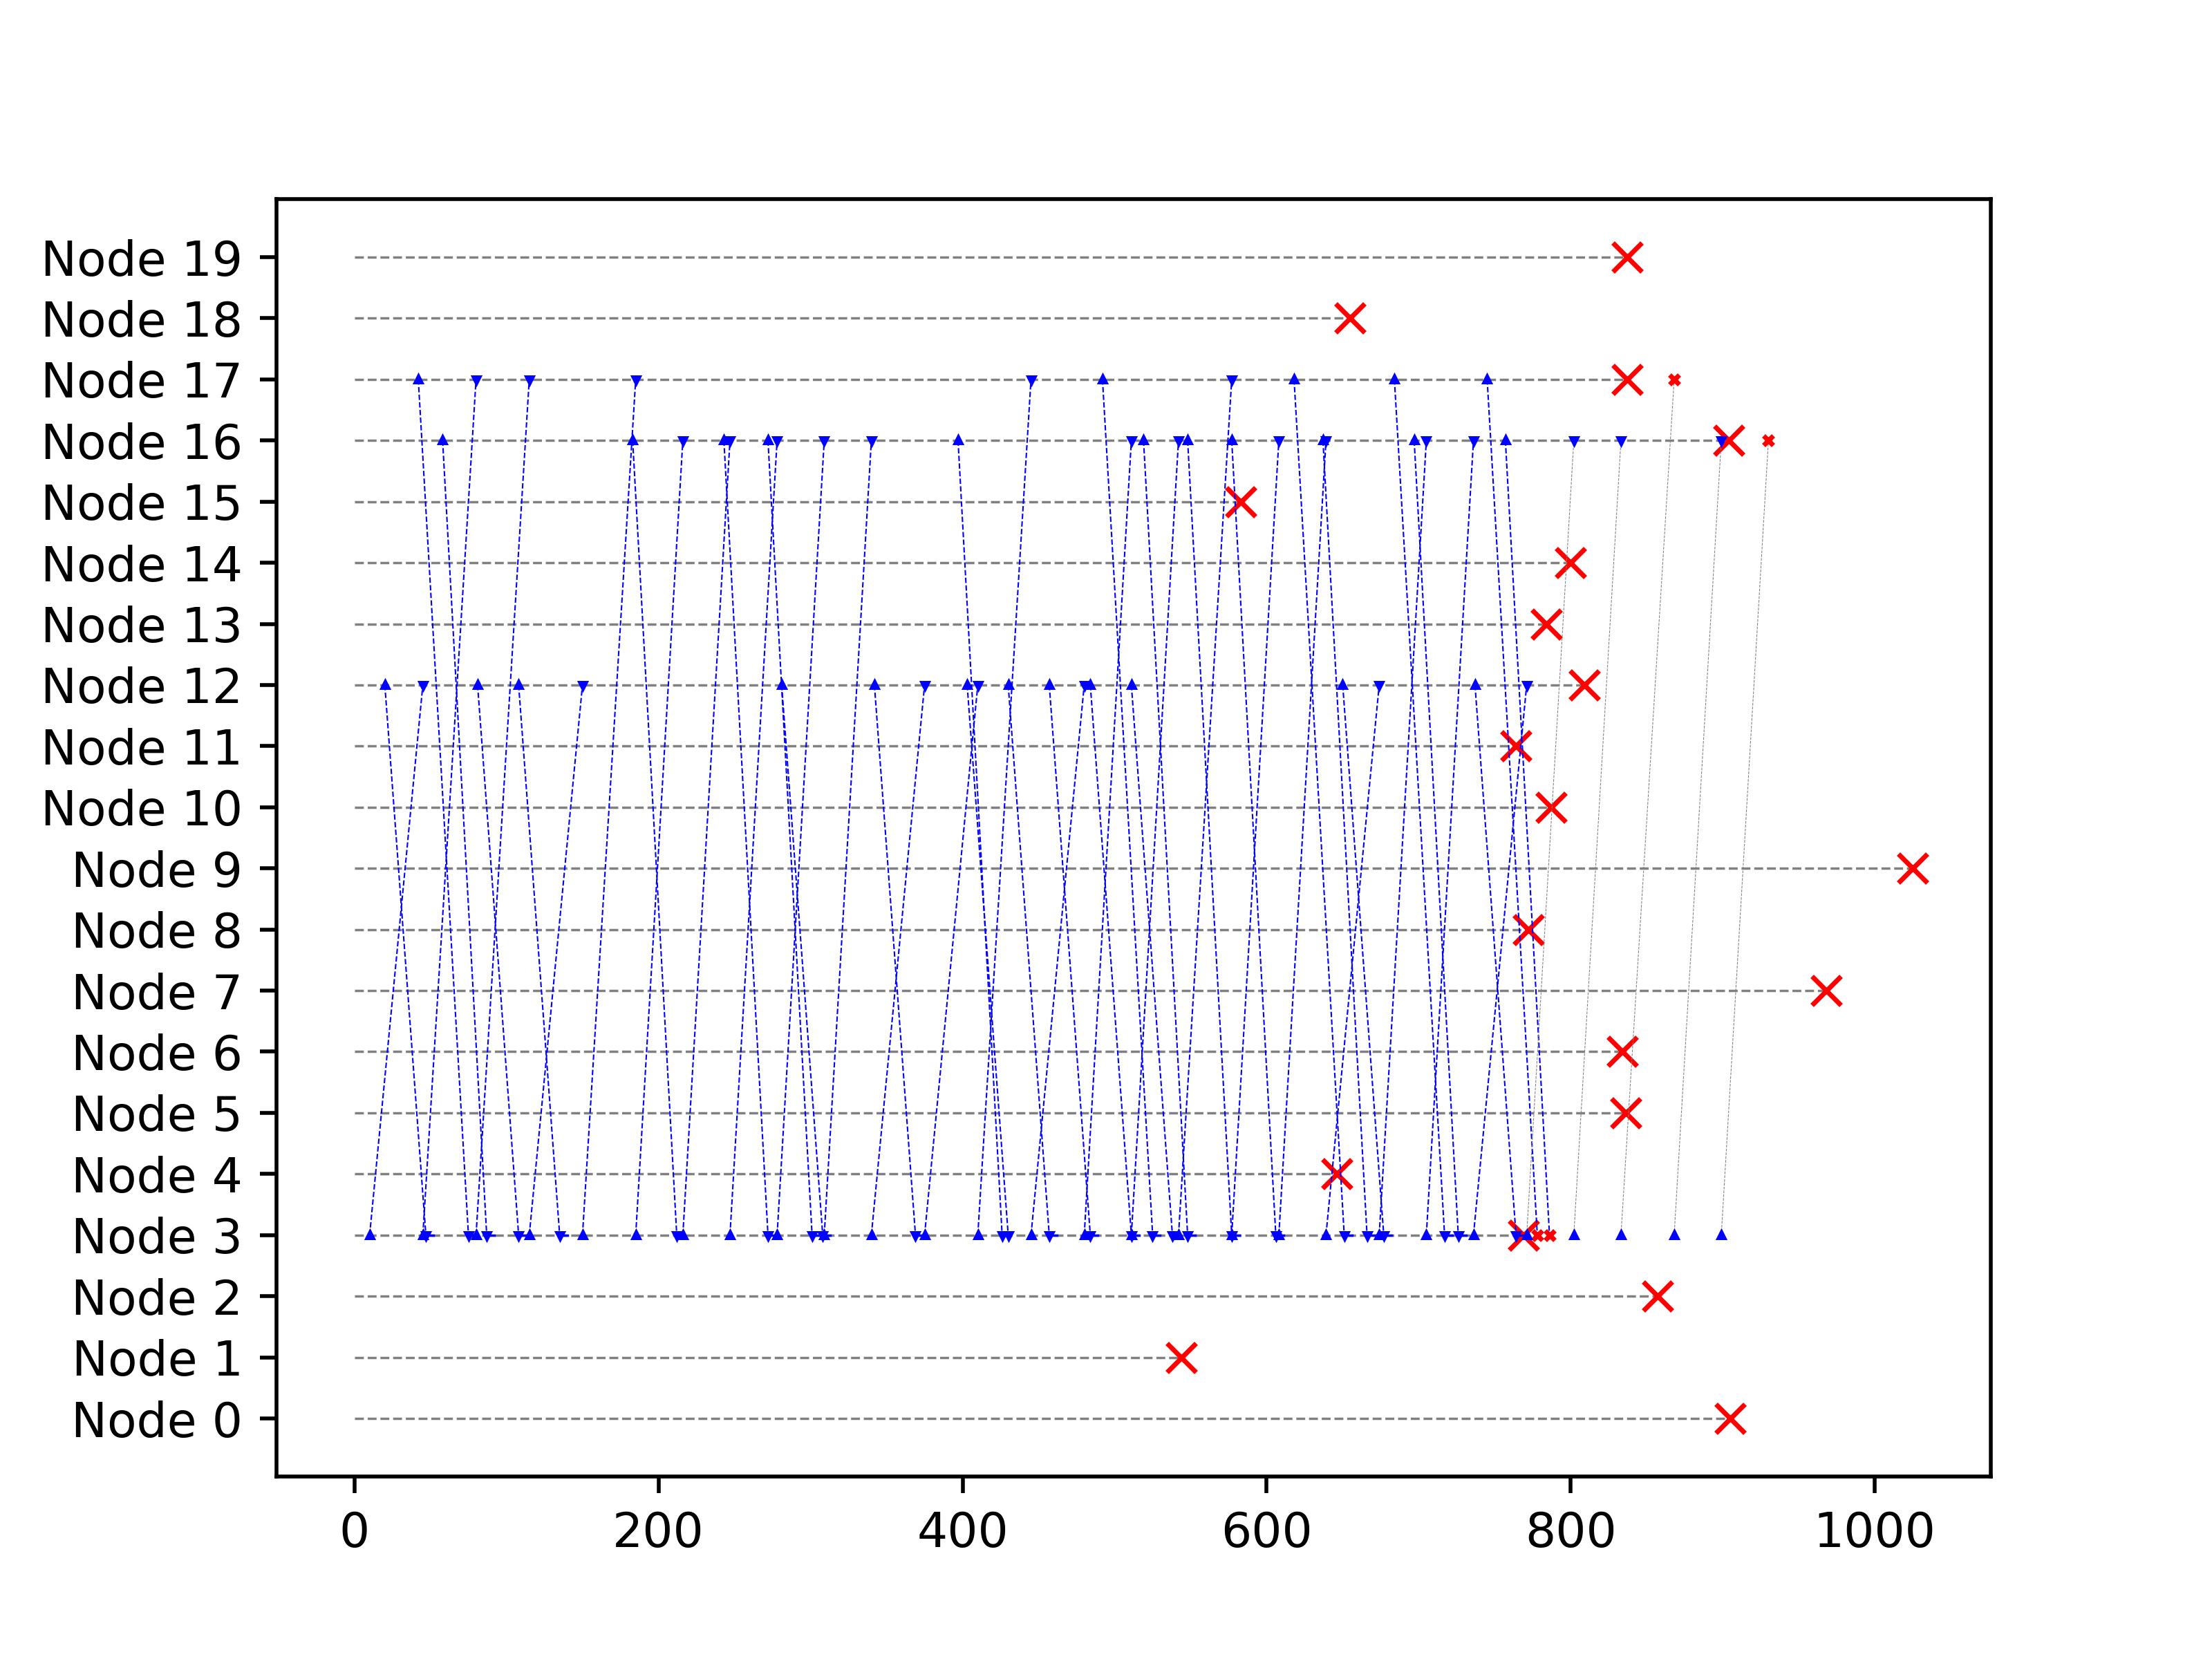 Node 19
Node 18
Node 17
Node 16
Node 15
Node 14
Node 13
Node 12
Node 11
Node 10
Node 9
Node 8
Node 7
Node 6
Node 5
Node 4
Node 3
Node 2
Node 1
Node 0
0 200 400 600 800 1000